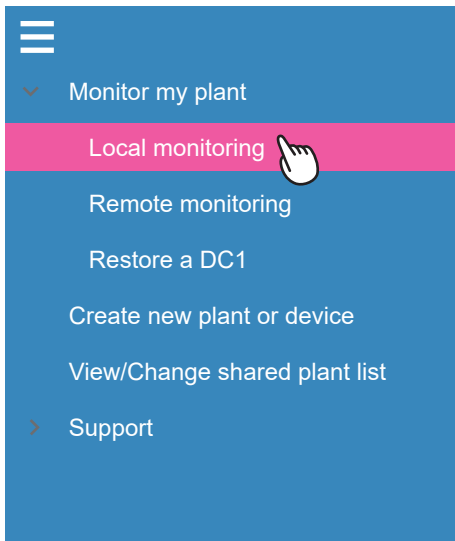 Monitor my plant
Local monitoring
Remote monitoring
Restore a DC1
Create new plant or device
View/Change shared plant list
Support